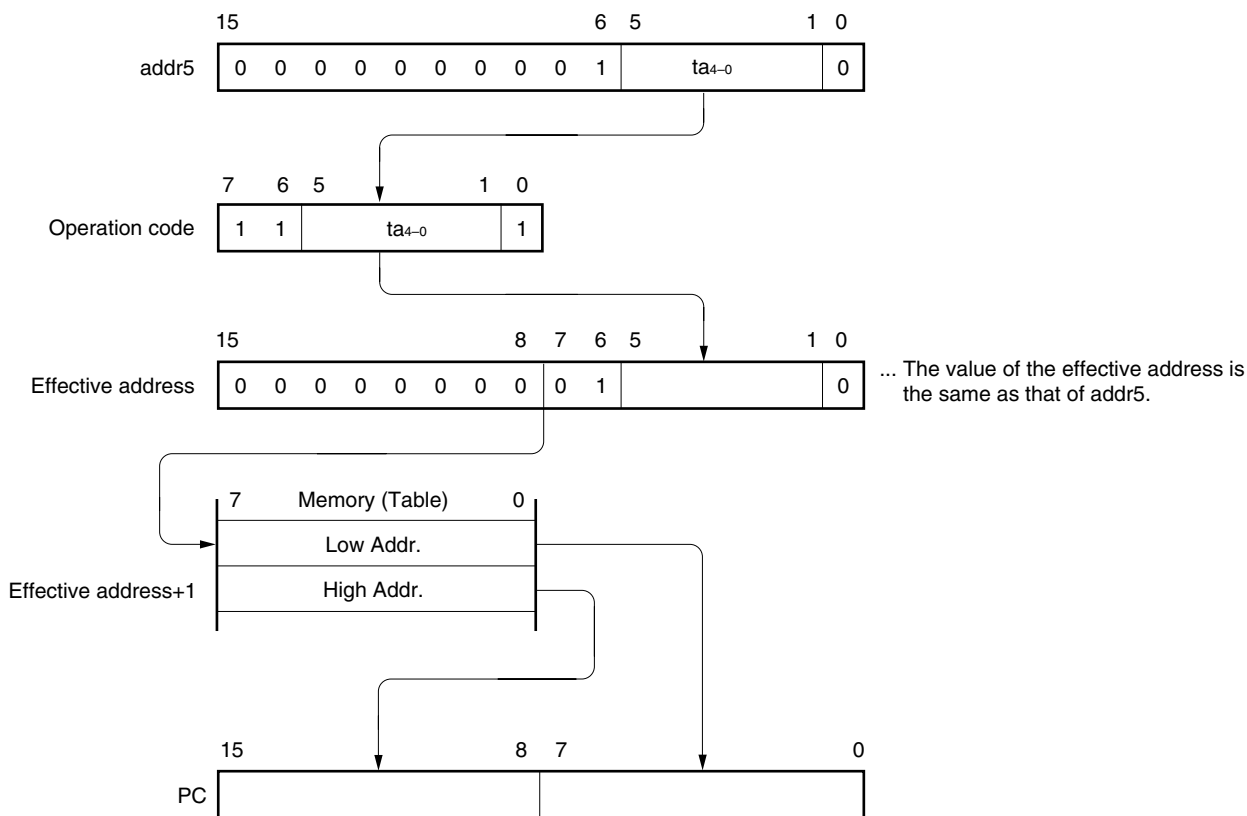 15 6 5 1 0
addr5 0 0 0 0 0 0 0 0 0 1 ta4–0 0
7 6 5 1 0
Operation code 1 1 ta4–0 1
15 8 7 6 5 1 0
Effective address 0 0 0 0 0 0 0 0 0 1 0 ... The value of the effective address is
the same as that of addr5.
7 Memory (Table) 0
Low Addr.
Effective address+1 High Addr.
15 8 7 0
PC